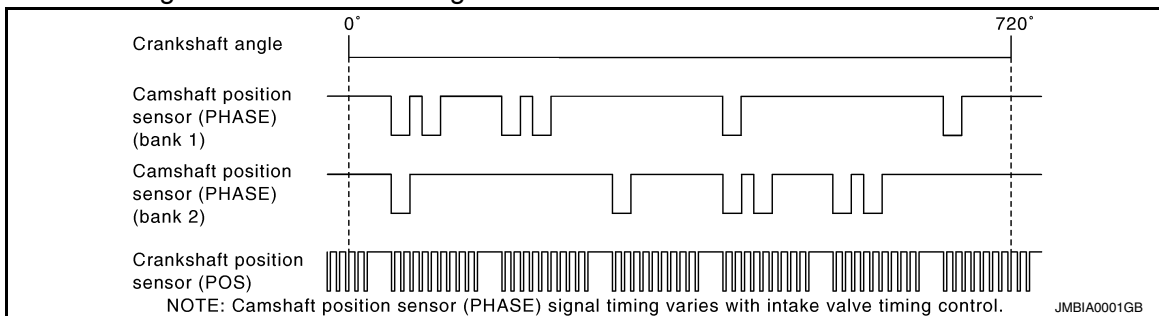 0˚
720˚
Crankshaft angle
Camshaft position
sensor (PHASE)
(bank 1)
Camshaft position
sensor (PHASE)
(bank 2)
Crankshaft position
sensor (POS)
NOTE: Camshaft position sensor (PHASE) signal timing varies with intake valve timing control.
JMBIA0001GB